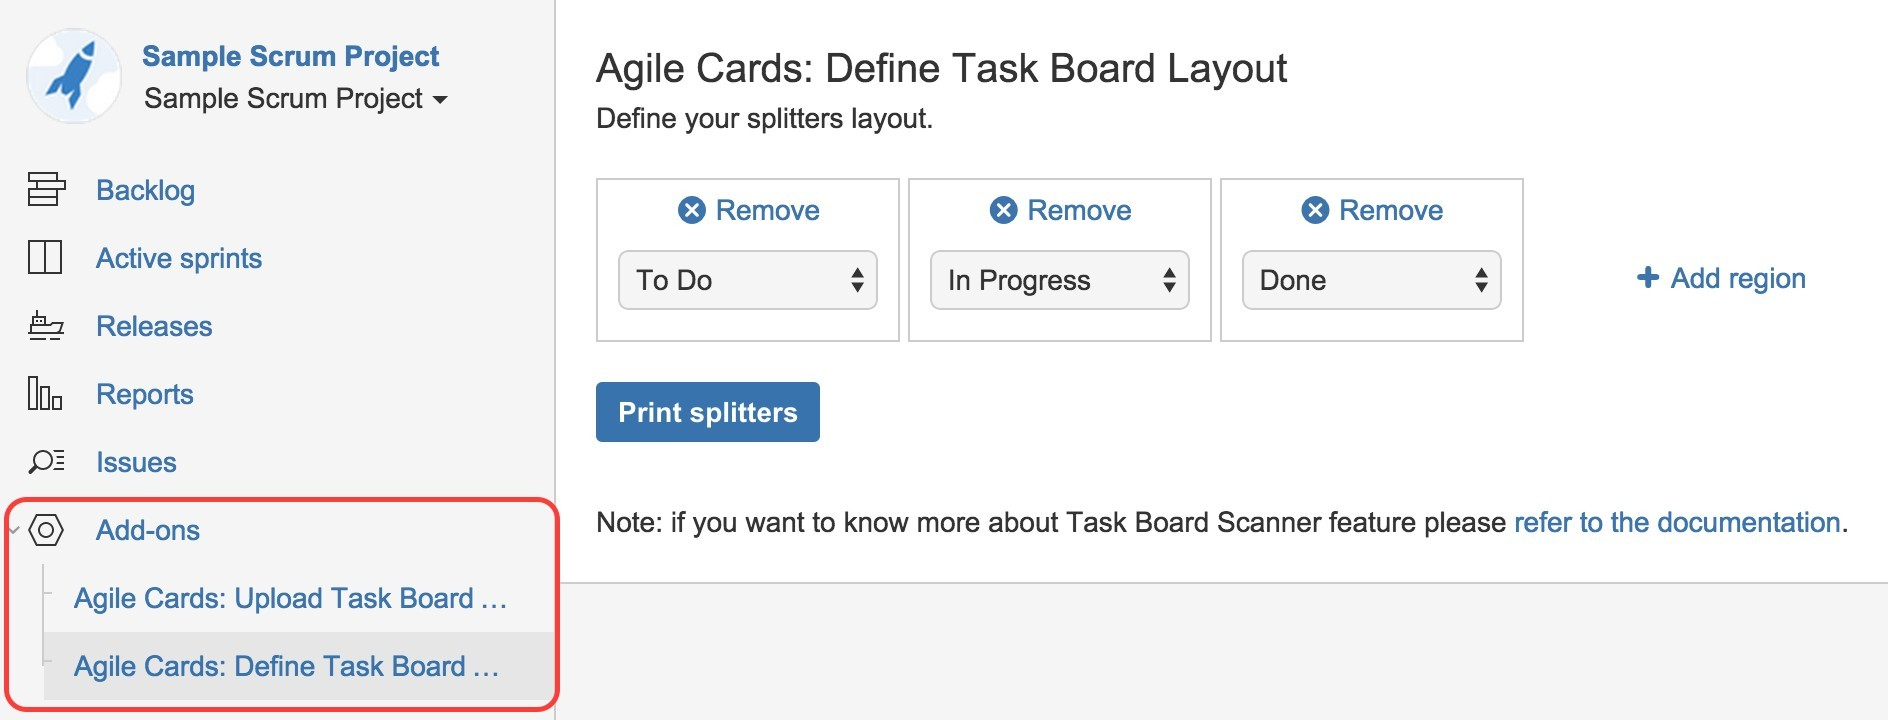 Sample Scrum Project
Sample Scrum Project
Backlog
Active sprints
Releases
Reports
Issues
Add-ons
Agile Cards: Upload Task Board ...
Agile Cards: Define Task Board ...
Agile Cards: Define Task Board Layout
Define your splitters layout.
Remove Remove Remove
To Do In Progress Done
+ Add region
Print splitters
Note: if you want to know more about Task Board Scanner feature please refer to the documentation.